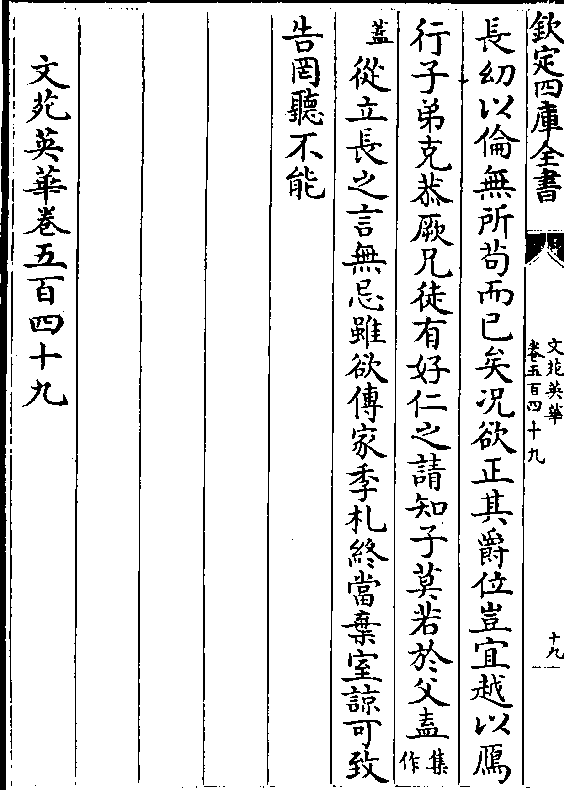 欽定四庫全書
文苑英華
卷五百四十九
十九
長幼以倫無所苟而已矣况欲正其爵位豈宜越以鴈
行子弟克恭厥兄徒有好仁之請知子莫若於父盍集作
蓋從立長之言無忌雖欲傳家季札終當棄室諒可致
告罔聽不能
文苑英華卷五百四十九